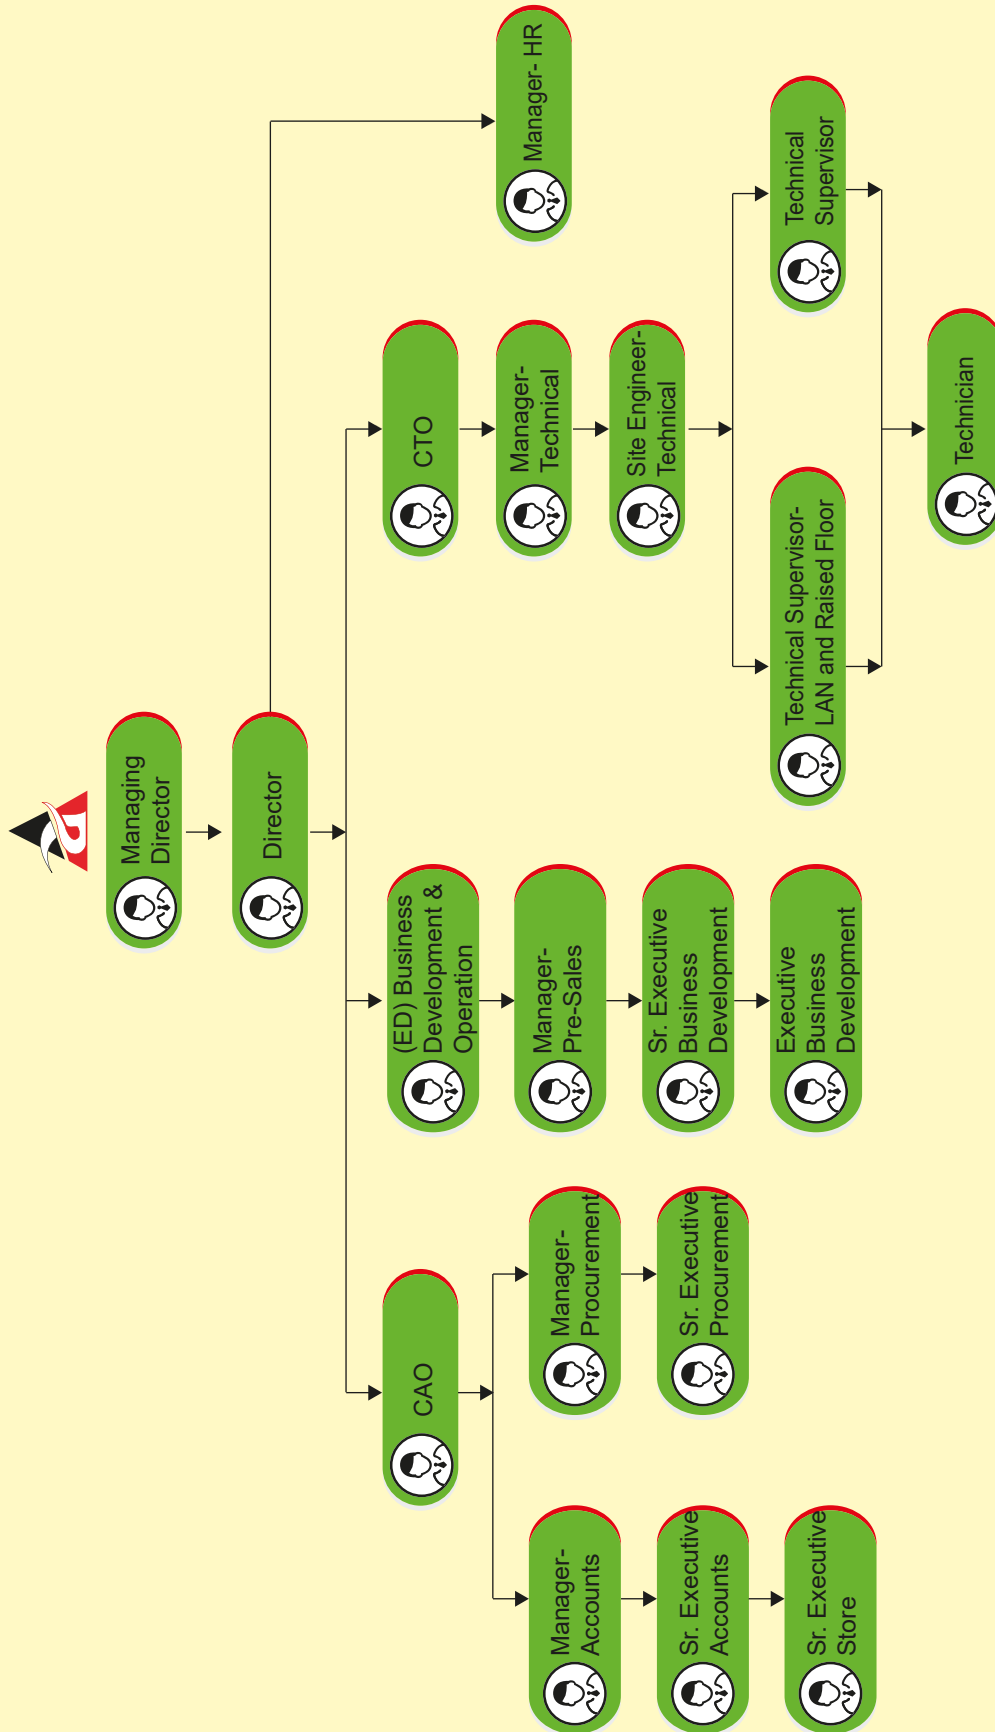 Managing
Director
Director
CAO
(ED) Business
Development &
Operation
CTO
Manager- HR
Manager-
Accounts
Manager-
Procurement
Manager-
Pre-Sales
Manager-
Technical
Sr. Executive
Accounts
Sr. Executive
Procurement
Sr. Executive
Business
Development
Site Engineer-
Technical
Sr. Executive
Store
Executive
Business
Development
Technical Supervisor-
LAN and Raised Floor
Technical
Supervisor
Technician